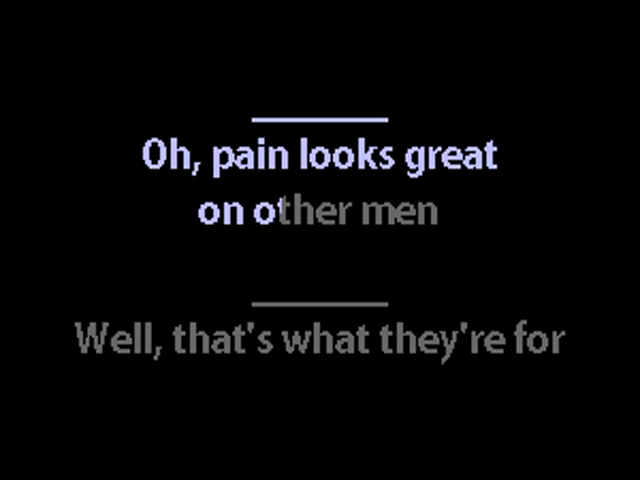 Oh, pain looks great
on other men
Well, that's what they're for